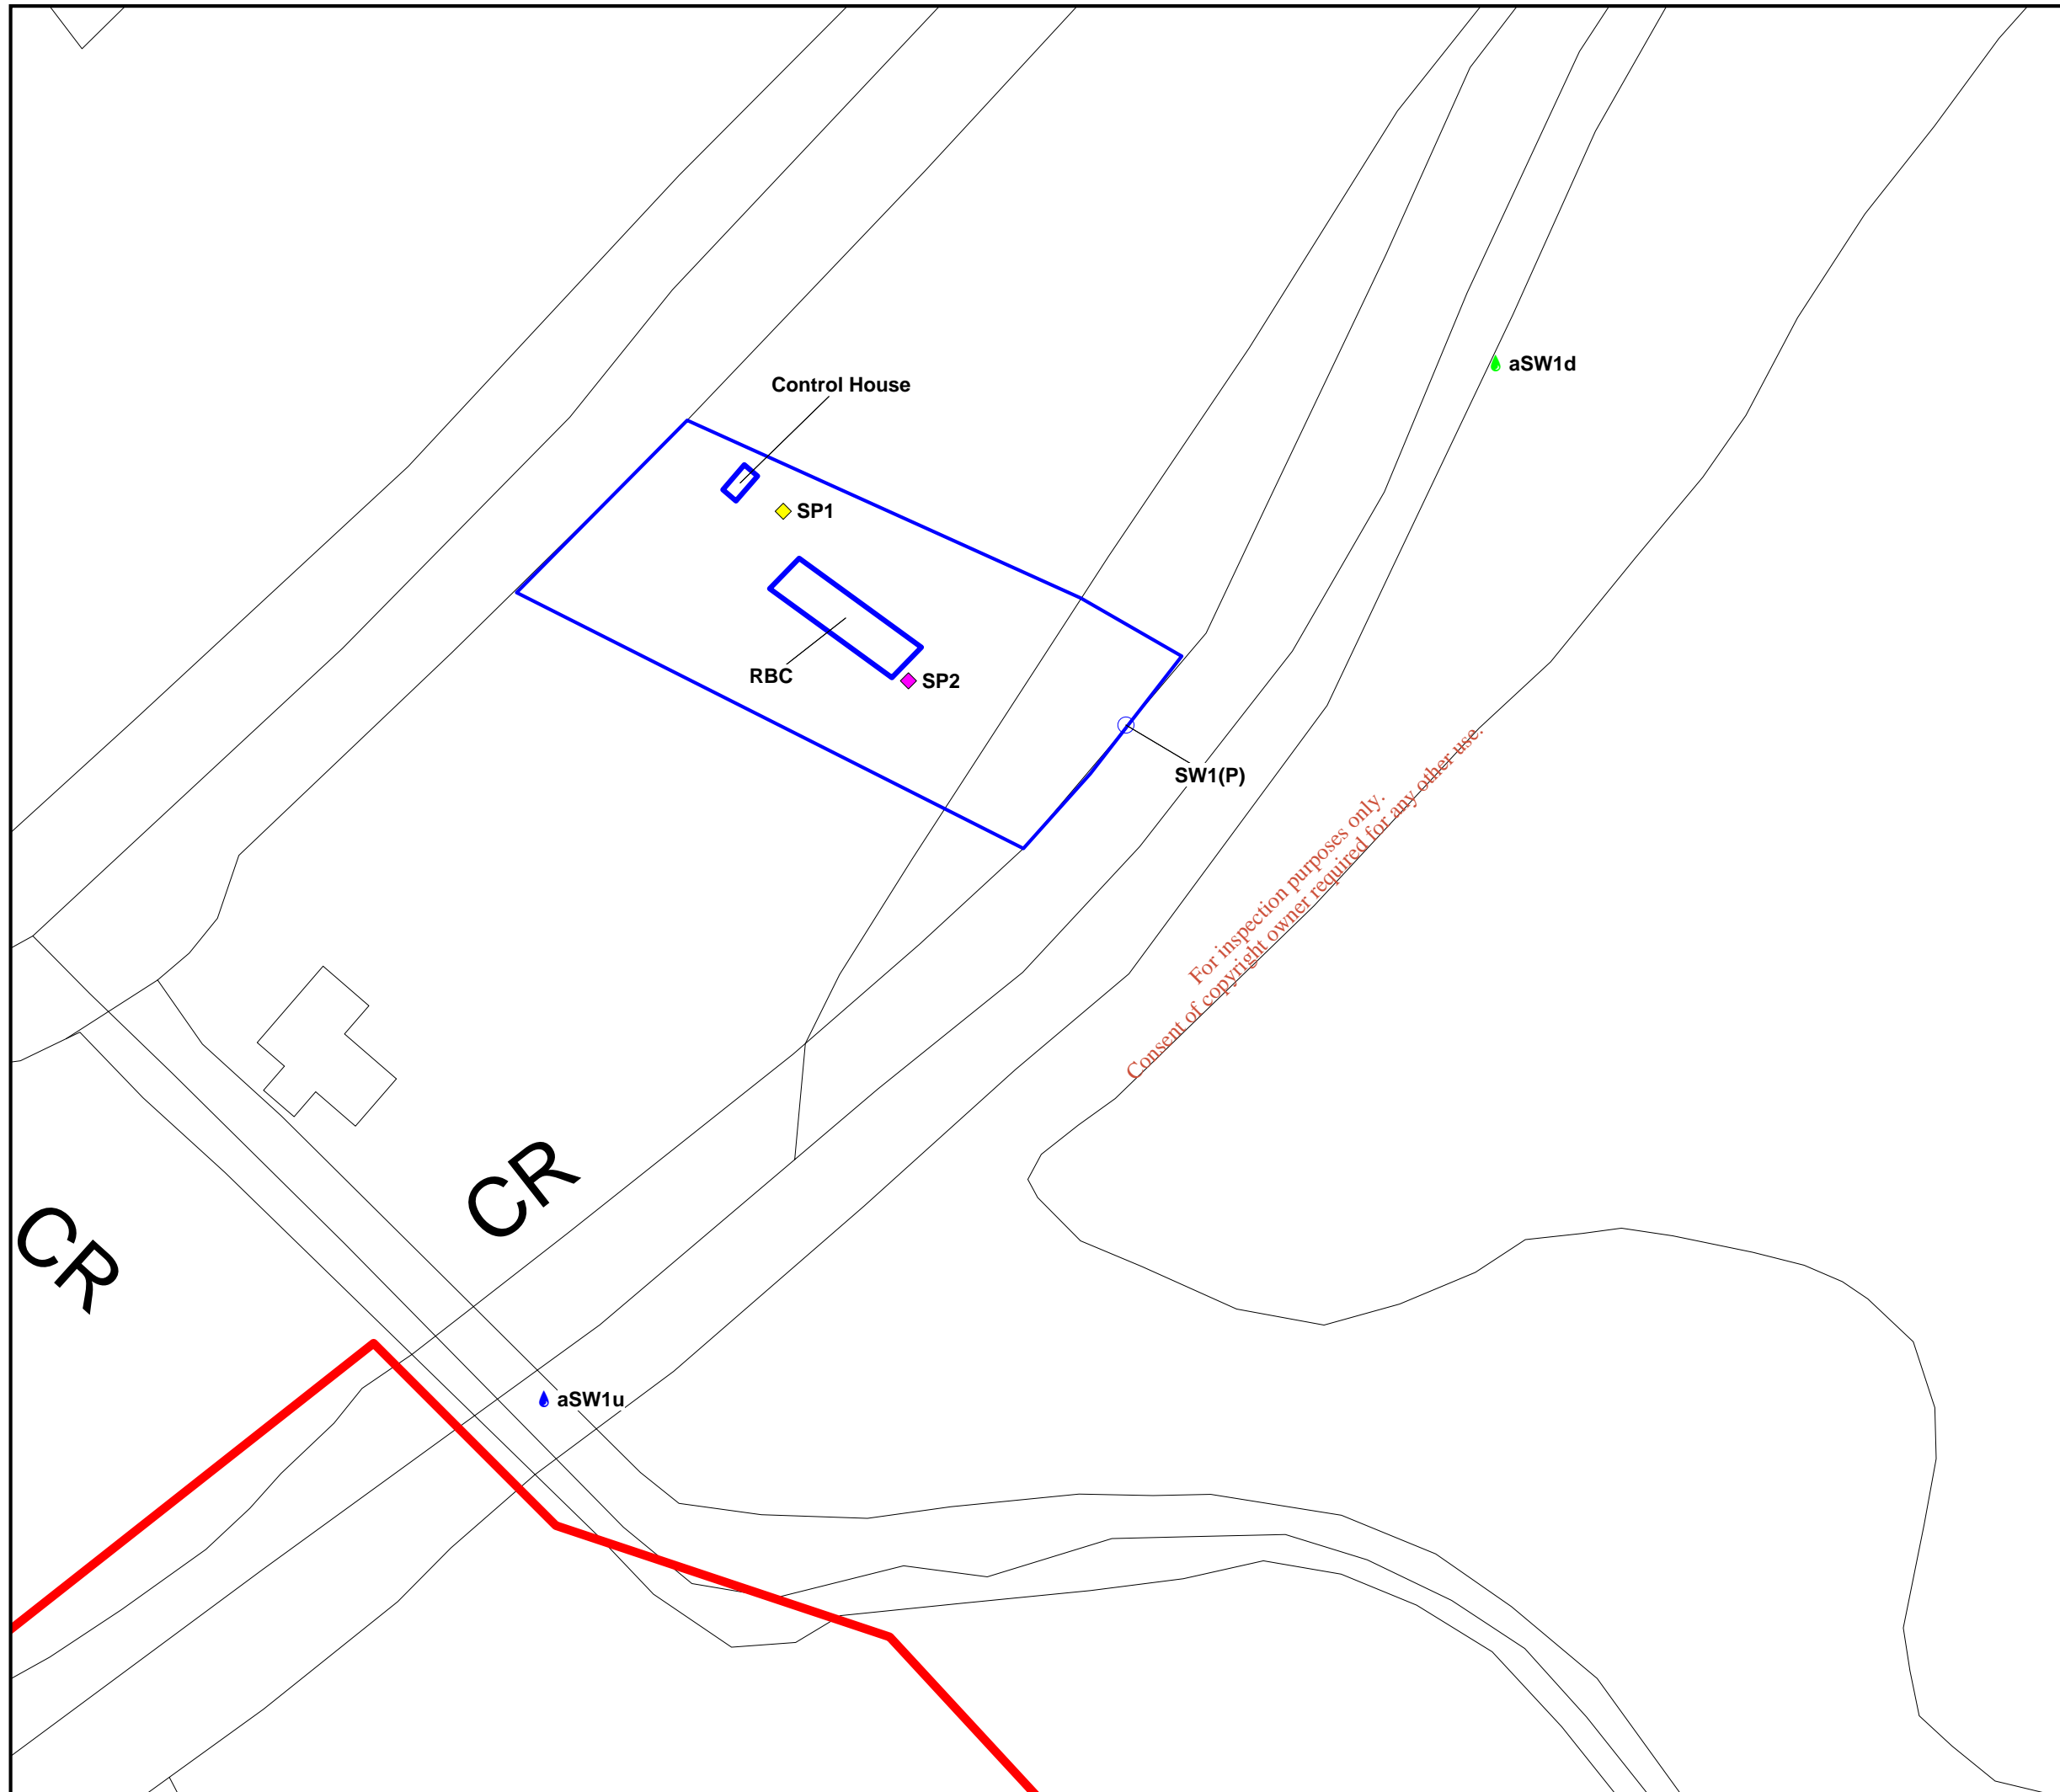 aSW1d
Control House
SP1
RBC
SP2
SW1(P)
For inspection purposes only.
Consent of copyright owner required for any other use.
CR
CR
aSW1u